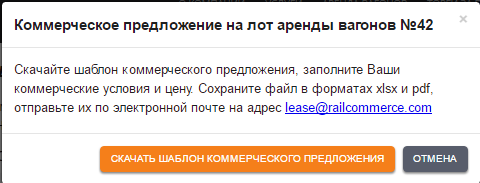 Коммерческое предложение на лот аренды вагонов №42
×
Скачайте шаблон коммерческого предложения, заполните Ваши
коммерческие условия и цену. Сохраните файл в форматах xlsx и pdf,
отправьте их по электронной почте на адрес lease@railcommerce.com
СКАЧАТЬ ШАБЛОН КОММЕРЧЕСКОГО ПРЕДЛОЖЕНИЯ ОТМЕНА